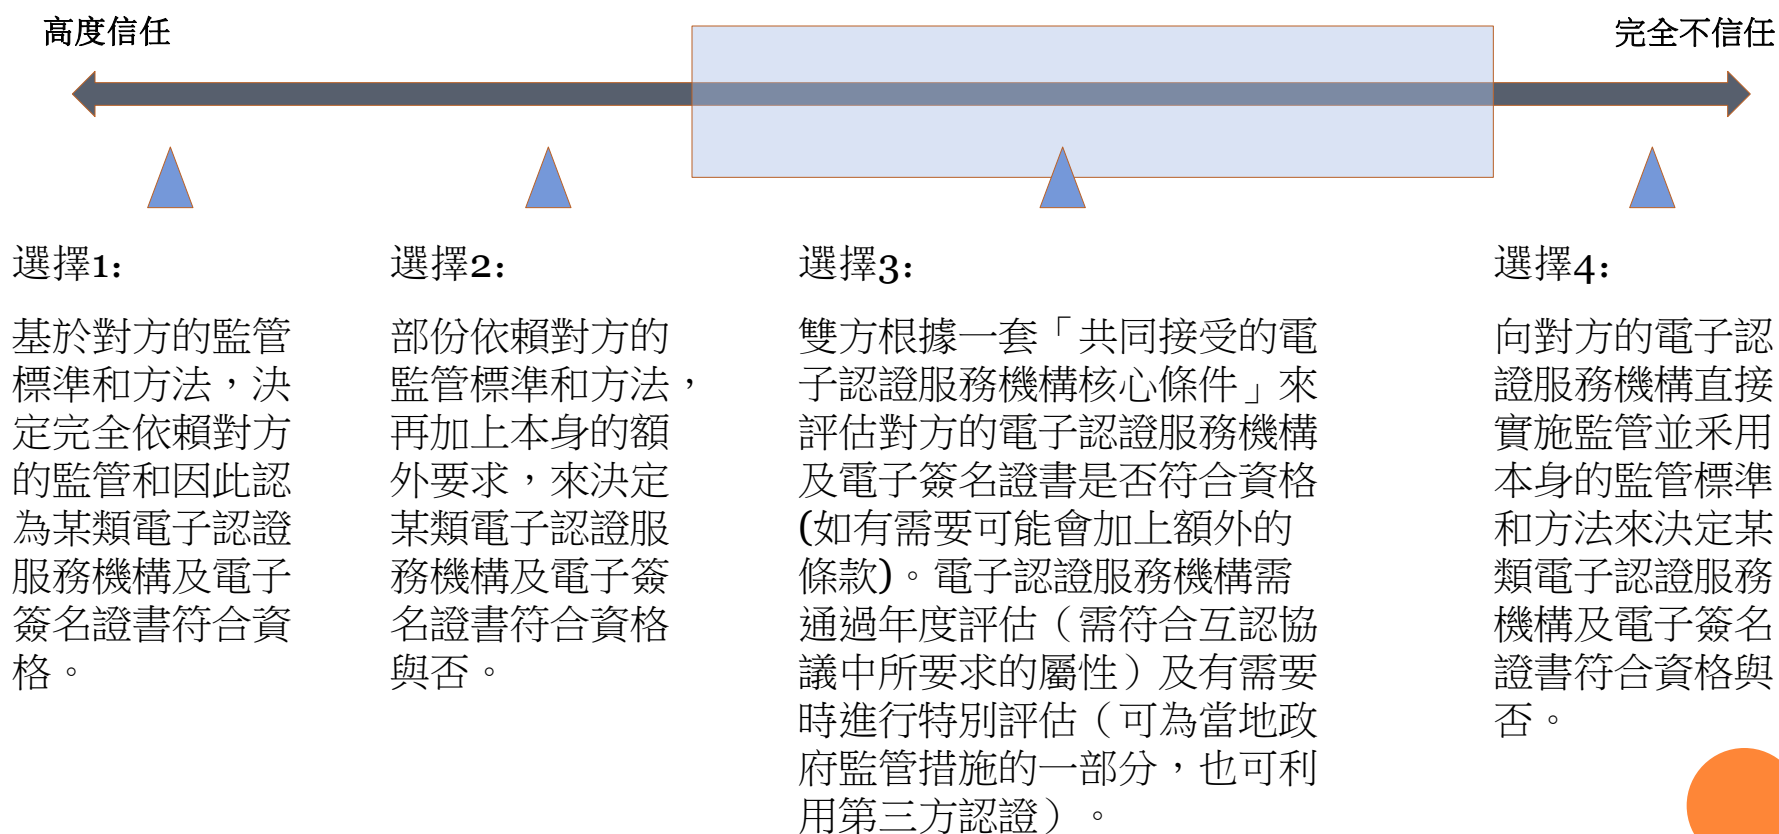 高度信任
完全不信任
選擇1:
基於對方的監管
標準和方法，決
定完全依賴對方
的監管和因此認
為某類電子認證
服務機構及電子
簽名證書符合資
格。
選擇2:
部份依賴對方的
監管標準和方法，
再加上本身的額
外要求，來決定
某類電子認證服
務機構及電子簽
名證書符合資格
與否。
選擇3:
雙方根據一套「共同接受的電
子認證服務機構核心條件」來
評估對方的電子認證服務機構
及電子簽名證書是否符合資格
(如有需要可能會加上額外的
條款)。電子認證服務機構需
通過年度評估（需符合互認協
議中所要求的屬性）及有需要
時進行特別評估（可為當地政
府監管措施的一部分，也可利
用第三方認證）。
選擇4:
向對方的電子認
證服務機構直接
實施監管並釆用
本身的監管標準
和方法來決定某
類電子認證服務
機構及電子簽名
證書符合資格與
否。